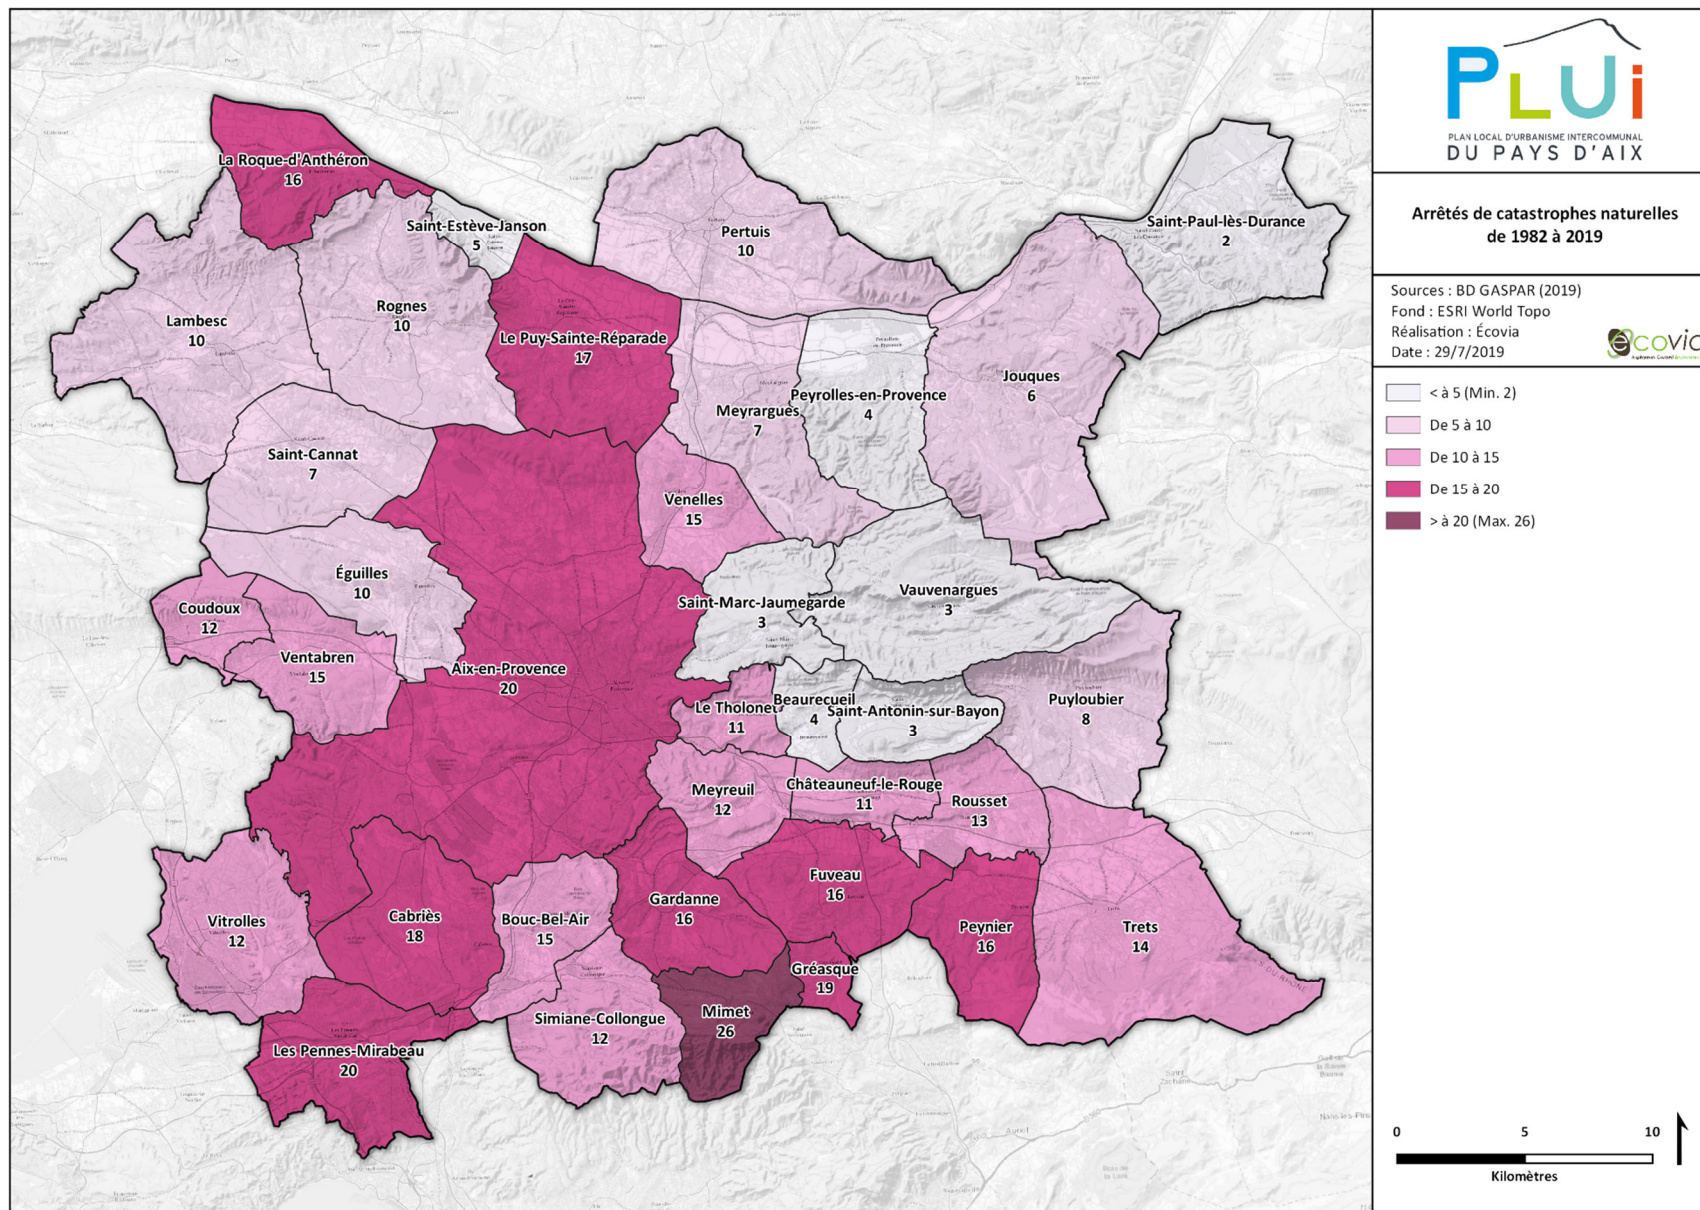 La Roque-d'Anthéron
16
Saint-Estève-Janson
5
Pertuis
10
Saint-Paul-lès-Durance
2
Lambesc
10
Rognes
10
Le Puy-Sainte-Réparade
17
Meyrargues
7
Peyrolles-en-Provence
4
Jouques
6
Saint-Cannat
7
Venelles
15
Éguilles
10
Coudoux
12
Ventabren
15
Aix-en-Provence
20
Saint-Marc-Jaumegarde
3
Vauvenargues
3
Le Tholonet
11
Beaurecueil
4
Saint-Antonin-sur-Bayon
3
Puyloubier
8
Meyreuil
12
Châteauneuf-le-Rouge
11
Rousset
13
Vitrolles
12
Cabriès
18
Bouc-Bel-Air
15
Gardanne
16
Fuveau
16
Peynier
16
Trets
14
Gréasque
19
Mimet
26
Simiane-Collongue
12
Les Pennes-Mirabeau
20
PLUi
PLAN LOCAL D'URBANISME INTERCOMMUNAL
DU PAYS D'AIX
Arrêtés de catastrophes naturelles
de 1982 à 2019
Sources : BD GASPAR (2019)
Fond : ESRI World Topo
Réalisation : Écovia
Date : 29/7/2019
< à 5 (Min. 2)
De 5 à 10
De 10 à 15
De 15 à 20
> à 20 (Max. 26)
0 5 10
Kilomètres